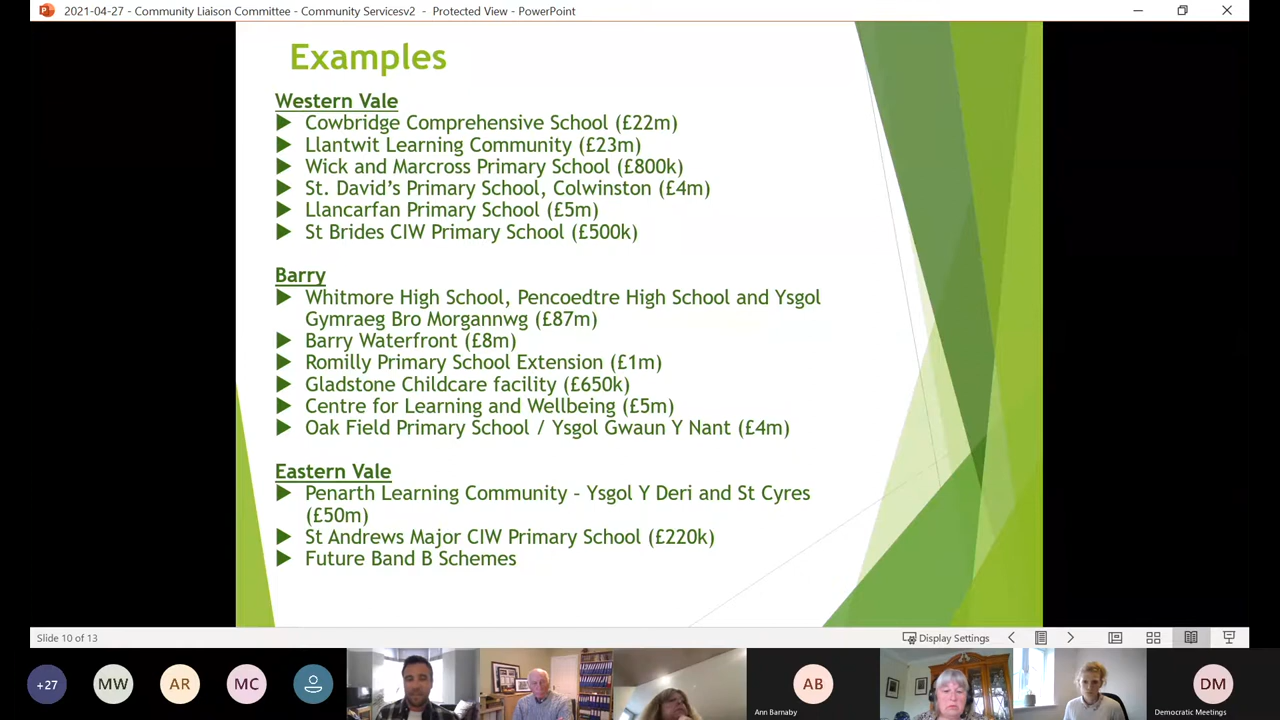 2021-04-27 - Community Liaison Committee - Community Servicesv2 - Protected View - PowerPoint
Examples
Western Vale
Cowbridge Comprehensive School (£22m)
Llantwit Learning Community (£23m)
Wick and Marcross Primary School (£800k)
St. David's Primary School, Colwinston (£4m)
Llancarfan Primary School (£5m)
St Brides CIW Primary School (£500k)
Barry
Whitmore High School, Pencoedtre High School and Ysgol
Gymraeg Bro Morgannwg (£87m)
Barry Waterfront (£8m)
Romilly Primary School Extension (£1m)
Gladstone Childcare facility (£650k)
Centre for Learning and Wellbeing (£5m)
Oak Field Primary School / Ysgol Gwaun Y Nant (£4m)
Eastern Vale
Penarth Learning Community - Ysgol Y Deri and St Cyres
(£50m)
St Andrews Major CIW Primary School (£220k)
Future Band B Schemes
Slide 10 of 13
Display Settings
+27
MW
AR
MC
AB
Ann Barnaby
DM
Democratic Meetings